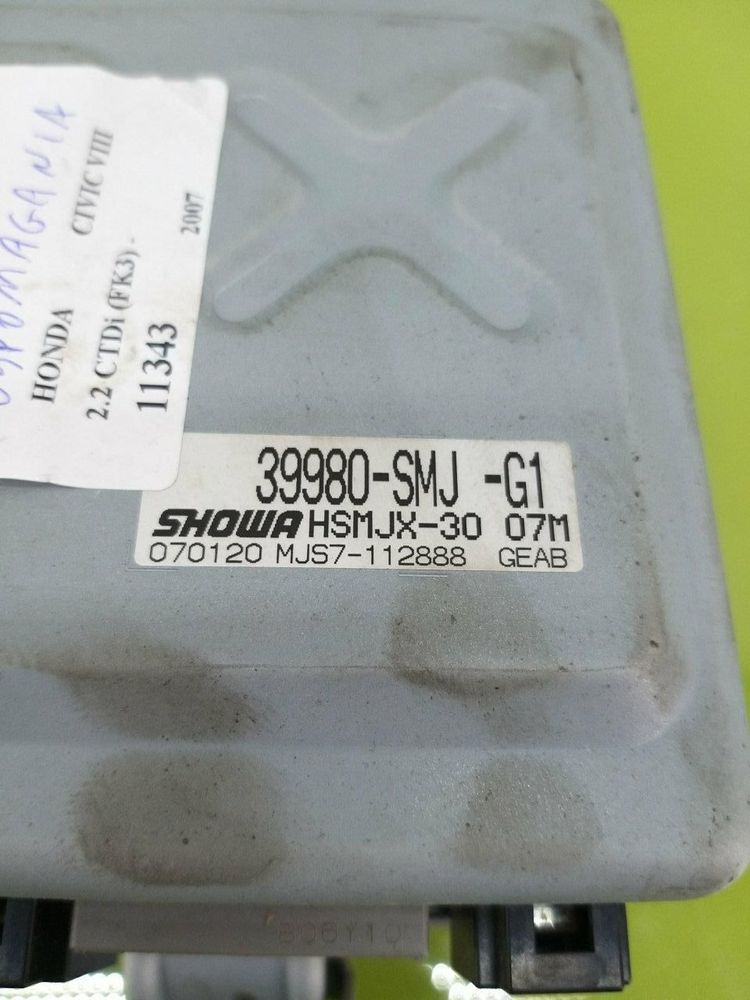 HONDA CIVIC VIII
2.2 CTDi (FK3) -
11343 2007
39980-SMJ -G1
SHOWA HSMJX-30 07M
070120 MJS7-112888 GEAB